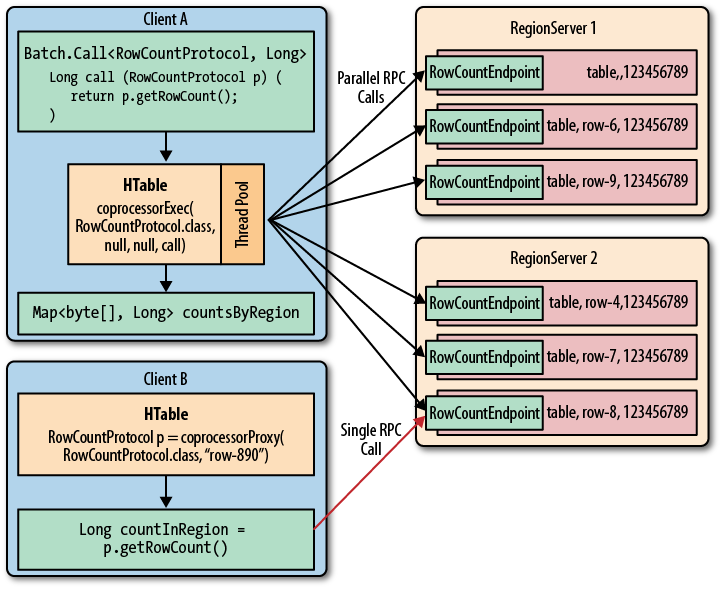 Client A
Batch.Call<RowCountProtocol, Long>
Long call (RowCountProtocol p) (
return p.getRowCount();
)
HTable
coprocessorExec(
RowCountProtocol.class,
null, null, call)
Thread Pool
Map<byte[], Long> countsByRegion
Parallel RPC
Calls
RegionServer 1
RowCountEndpoint table,,123456789
RowCountEndpoint table, row-6, 123456789
RowCountEndpoint table, row-9, 123456789
RegionServer 2
RowCountEndpoint table, row-4,123456789
RowCountEndpoint table, row-7, 123456789
RowCountEndpoint table, row-8, 123456789
Client B
HTable
RowCountProtocol p = coprocessorProxy(
RowCountProtocol.class, “row-890”)
Long countInRegion =
p.getRowCount()
Single RPC
Call